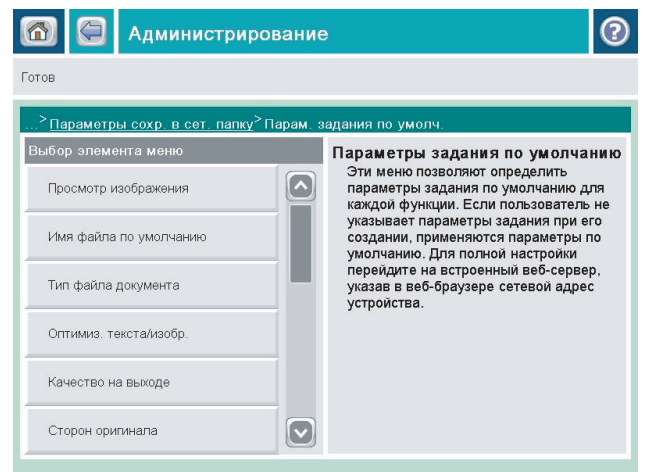 Администрирование
?
Готов
...>Параметры сохр. в сет. папку>Парам. задания по умолч.
Выбор элемента меню
Просмотр изображения
Имя файла по умолчанию
Тип файла документа
Оптимиз. текста/изобр.
Качество на выходе
Сторон оригинала
Параметры задания по умолчанию
Эти меню позволяют определить
параметры задания по умолчанию для
каждой функции. Если пользователь не
указывает параметры задания при его
создании, применяются параметры по
умолчанию. Для полной настройки
перейдите на встроенный веб-сервер,
указав в веб-браузере сетевой адрес
устройства.